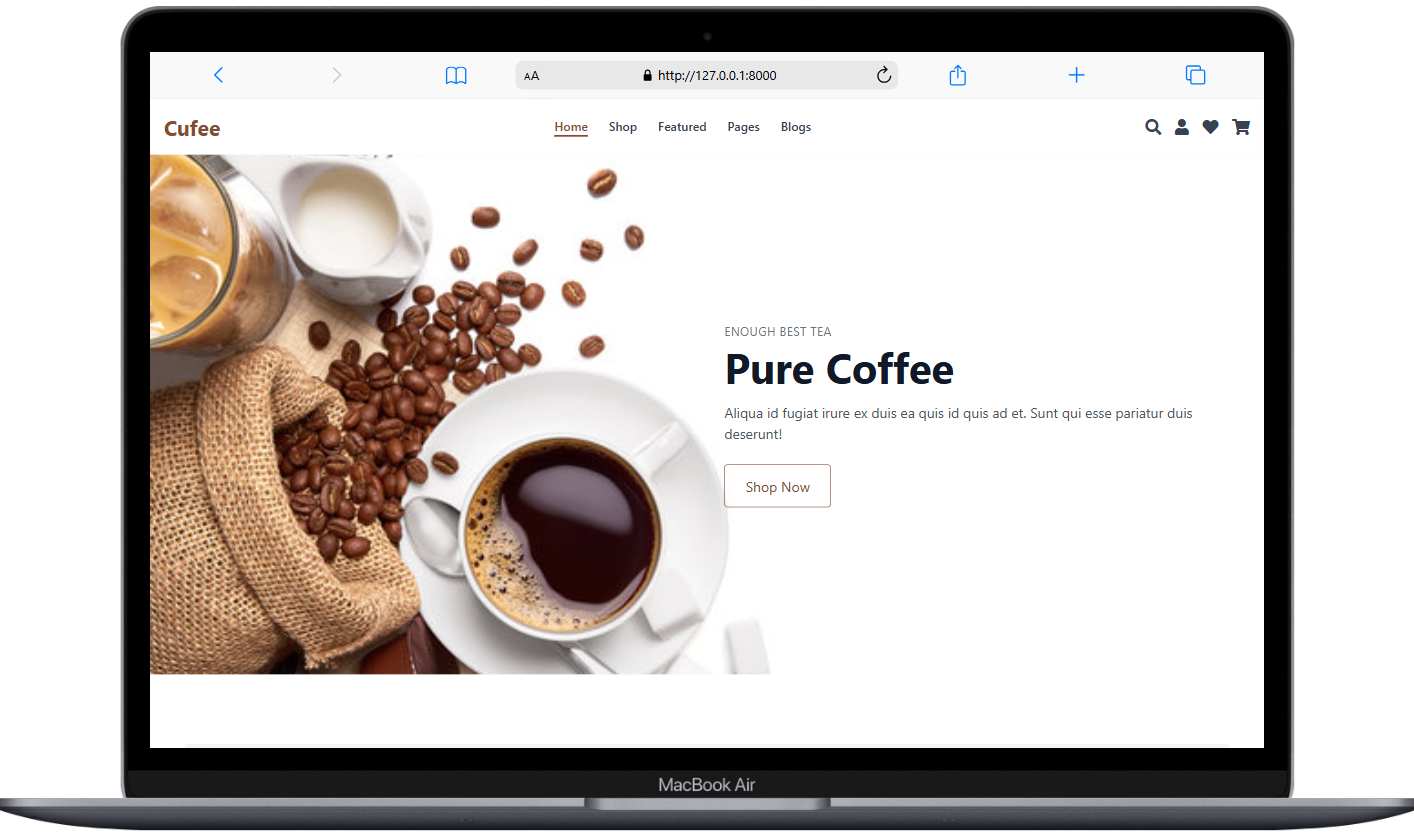 AA
http://127.0.0.1:8000
Cufee
Home Shop Featured Pages Blogs
ENOUGH BEST TEA
Pure Coffee
Aliqua id fugiat irure ex duis ea quis id quis ad et. Sunt qui esse pariatur duis
deserunt!
Shop Now
MacBook Air